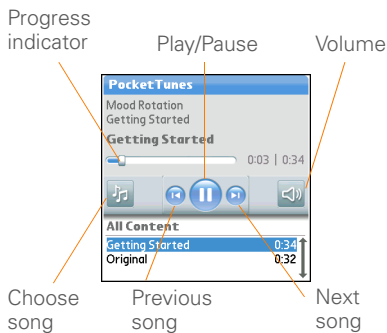 Progress
indicator
Play/Pause
Volume
PocketTunes
Mood Rotation
Getting Started
Getting Started
0:03 | 0:34
All Content
Getting Started 0:34
Original 0:32
Choose
song
Previous
song
Next
song